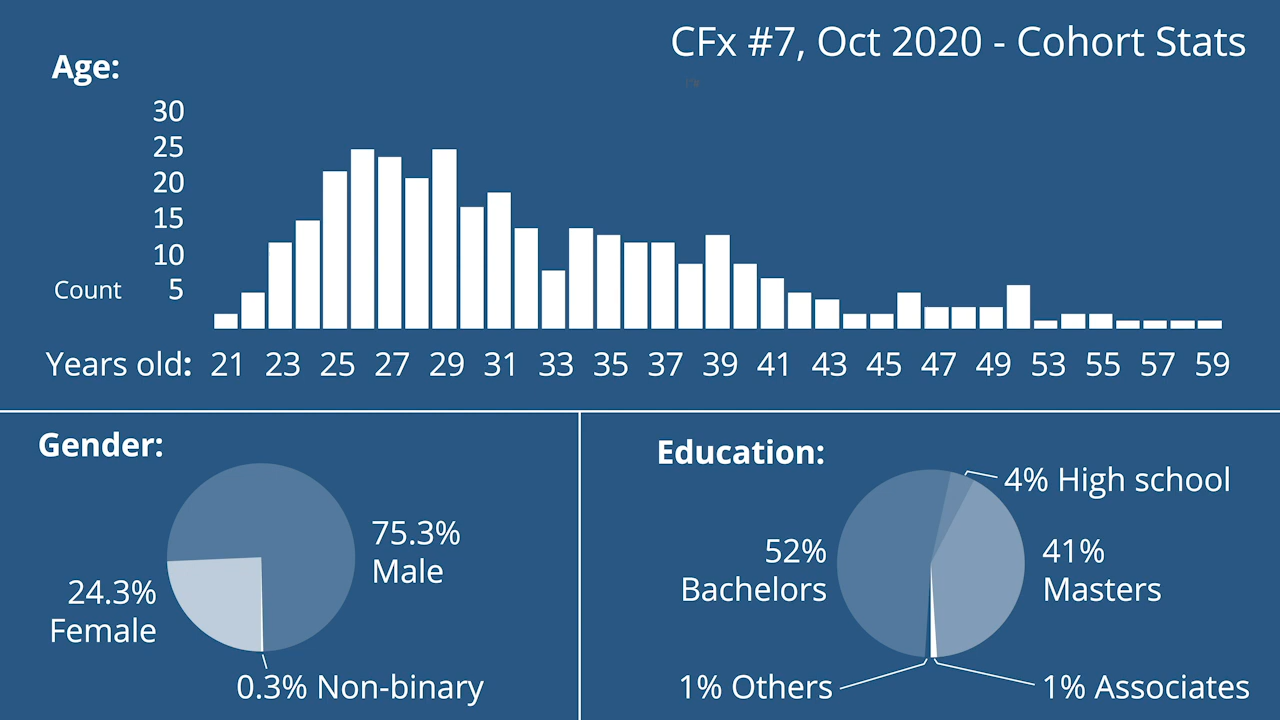 CFx #7, Oct 2020 - Cohort Stats
Age:
30
25
20
15
10
Count 5
Years old: 21 23 25 27 29 31 33 35 37 39 41 43 45 47 49 53 55 57 59
Gender:
75.3%
Male
24.3%
Female
0.3% Non-binary
Education:
4% High school
52%
Bachelors
41%
Masters
1% Others
1% Associates